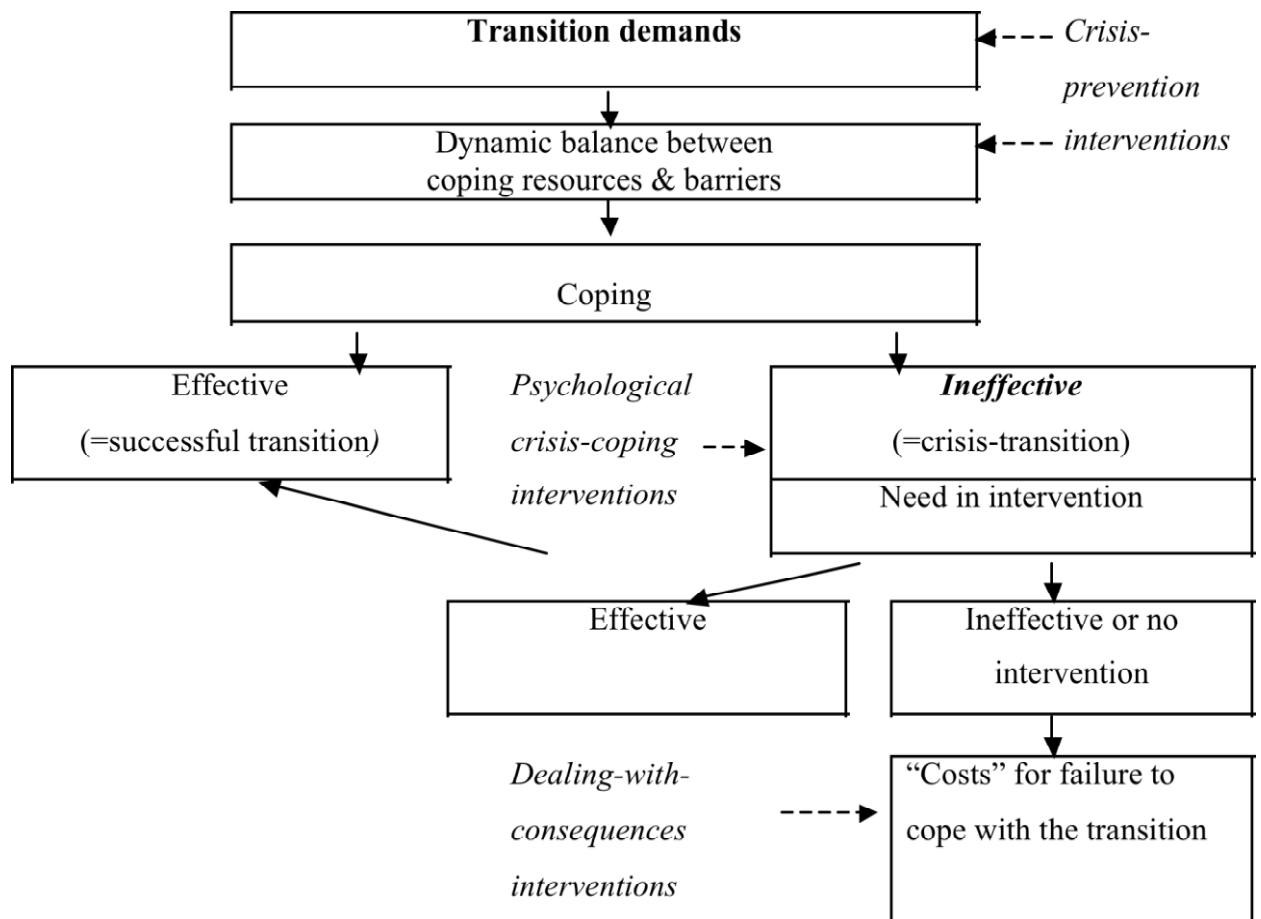 Transition demands
Crisis-
prevention
interventions
Dynamic balance between
coping resources & barriers
Coping
Effective
(=successful transition)
Psychological
crisis-coping
interventions
Ineffective
(=crisis-transition)
Need in intervention
Effective
Ineffective or no
intervention
Dealing-with-
consequences
interventions
“Costs” for failure to
cope with the transition